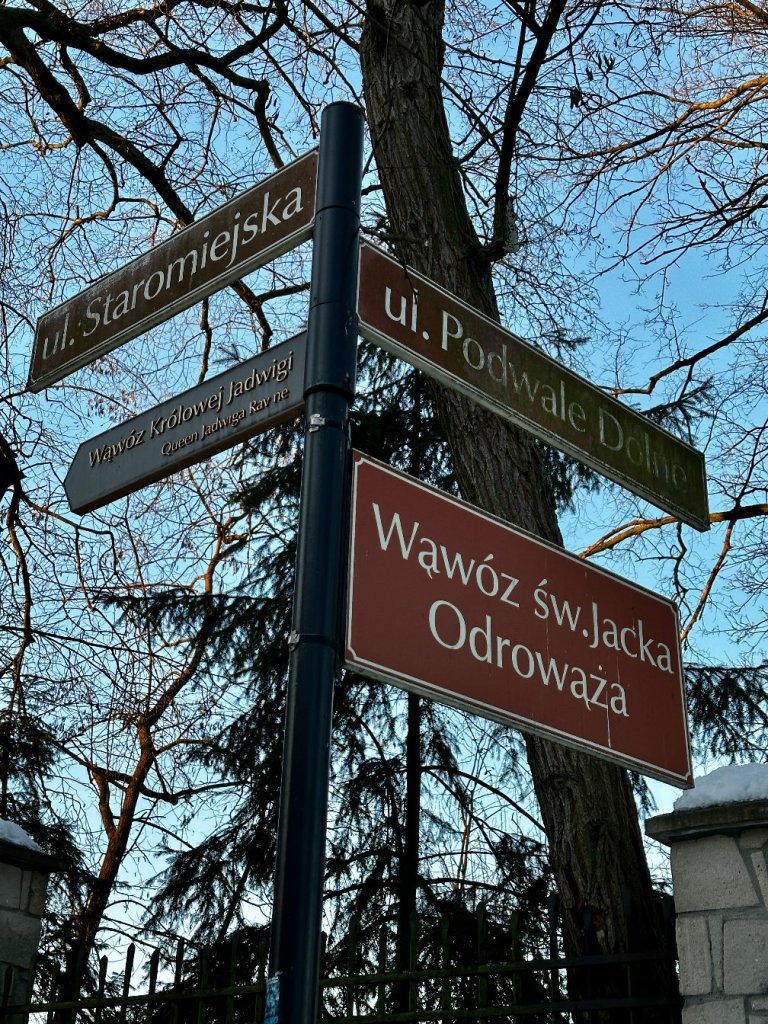 ul. Staromiejska
ul. Podwale Dolne
Wąwóz Królowej Jadwigi
Queen Jadwiga Ravine
Wąwóz św. Jacka
Odrowąża